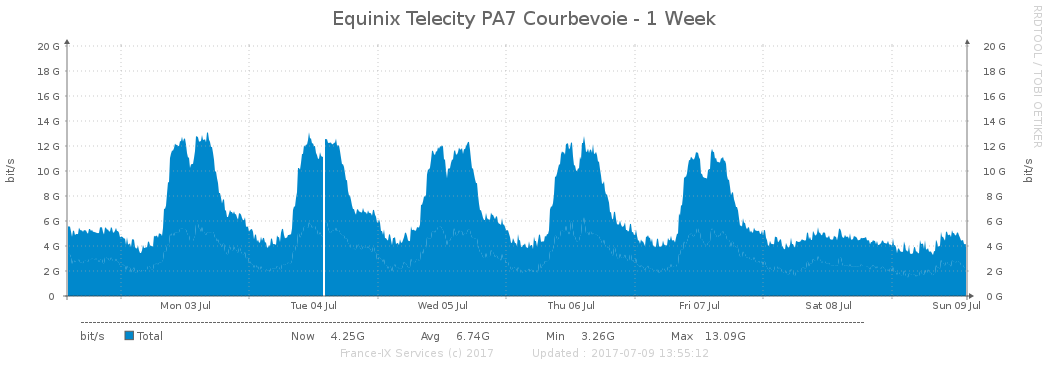 Equinix Telecity PA7 Courbevoie - 1 Week
RRDTOOL / TOBI OETIKER
bit/s
20 G
18 G
16 G
14 G
12 G
10 G
8 G
6 G
4 G
2 G
0
20 G
18 G
16 G
14 G
12 G
10 G
8 G
6 G
4 G
2 G
0 G
bit/s
Mon 03 Jul Tue 04 Jul Wed 05 Jul Thu 06 Jul Fri 07 Jul Sat 08 Jul Sun 09 Jul
bit/s Total Now 4.25G Avg 6.74G Min 3.26G Max 13.09G
France-IX Services (c) 2017 Updated : 2017-07-09 13:55:12